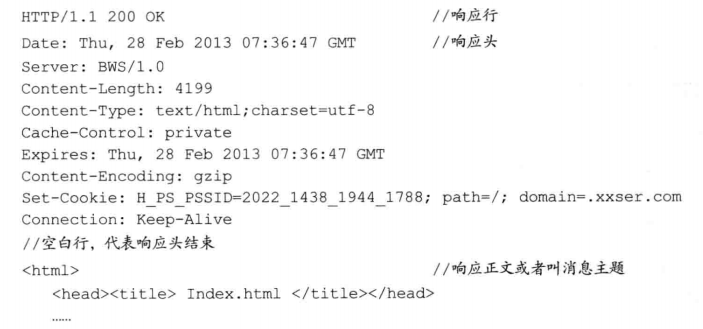 HTTP/1.1 200 OK //响应行
Date: Thu, 28 Feb 2013 07:36:47 GMT //响应头
Server: BWS/1.0
Content-Length: 4199
Content-Type: text/html;charset=utf-8
Cache-Control: private
Expires: Thu, 28 Feb 2013 07:36:47 GMT
Content-Encoding: gzip
Set-Cookie: H_PS_PSSID=2022_1438_1944_1788; path=/; domain=.xxser.com
Connection: Keep-Alive
//空白行，代表响应头结束
<html> //响应正文或者叫消息主题
<head><title> Index.html </title></head>
……